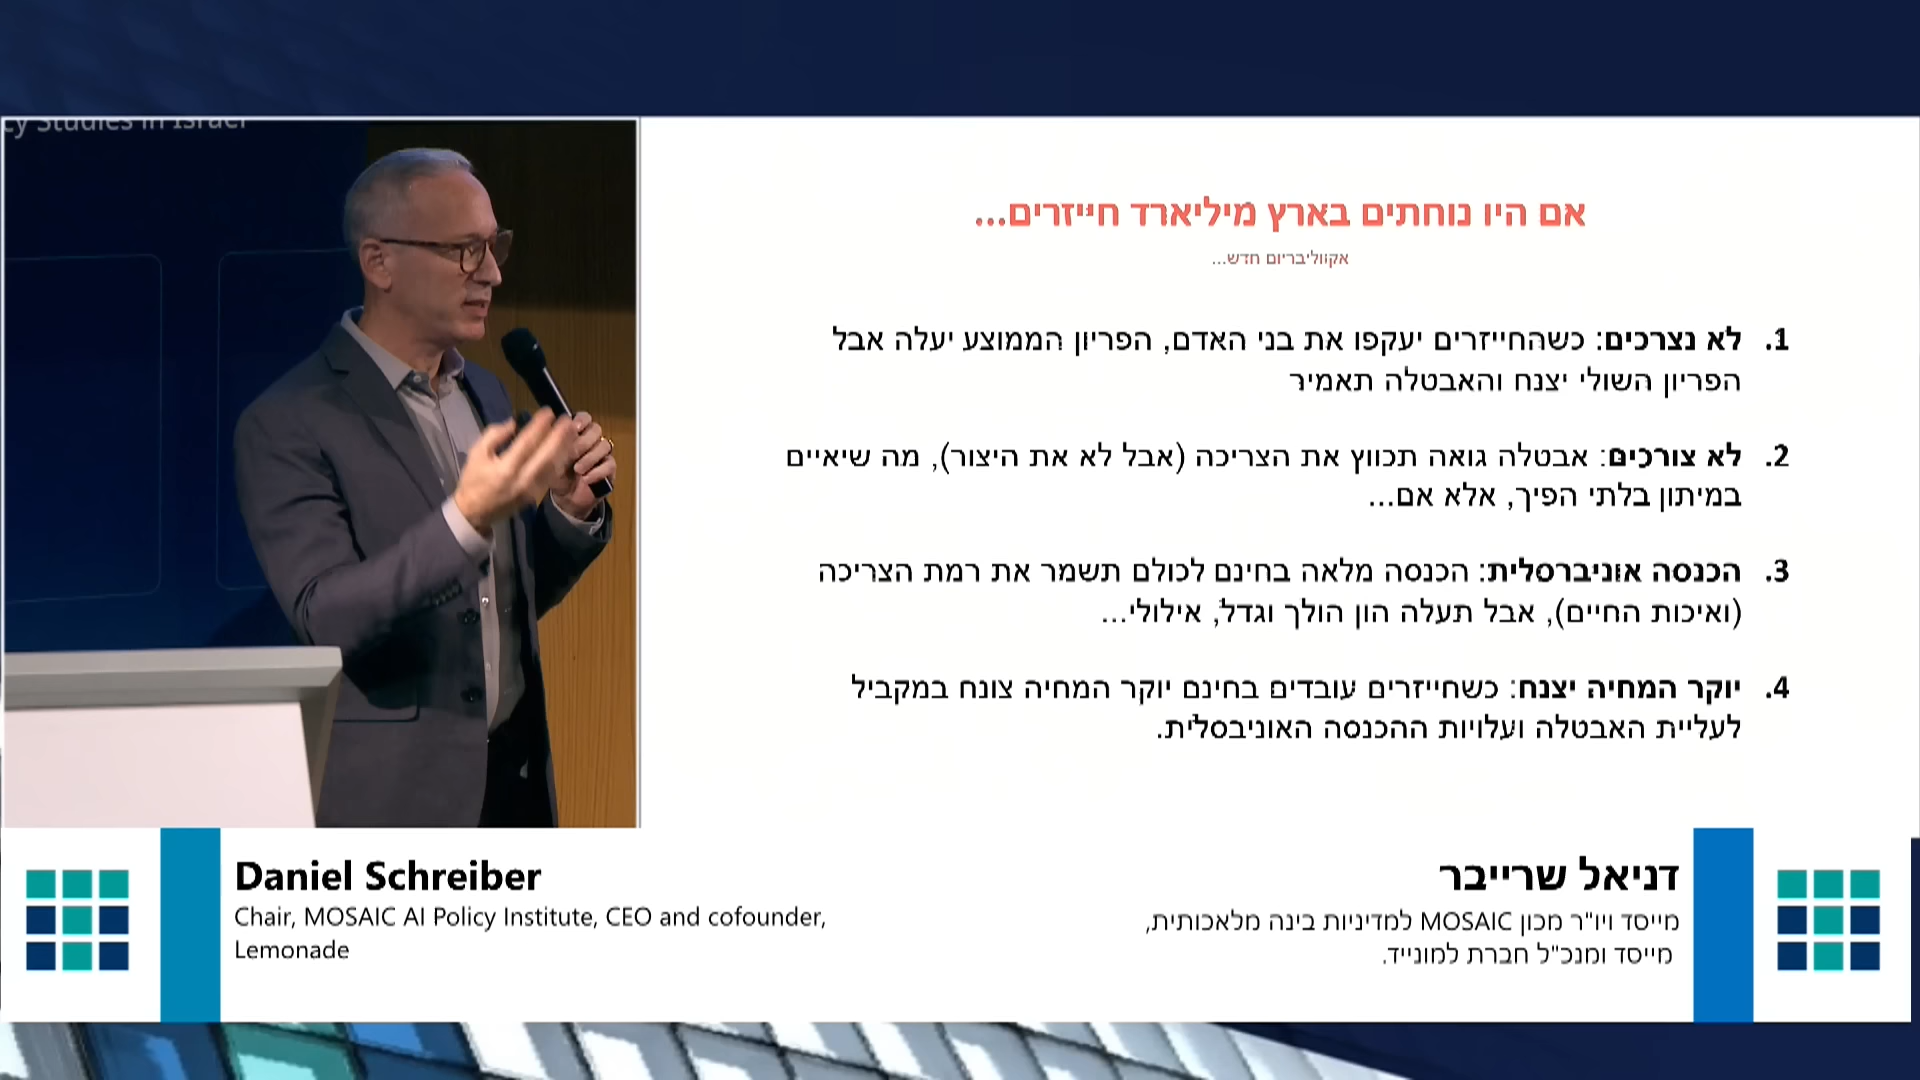 cy Studies in Israel
אם היו נוחתים בארץ מיליארד חייזרים...
אקווליבריום חדש...
1. לא נצרכים: כשהחייזרים יעקפו את בני האדם, הפריון הממוצע יעלה אבל
הפריון השולי יצנח והאבטלה תאמיר
2. לא צורכים: אבטלה גואה תכווץ את הצריכה (אבל לא את היצור), מה שיאיים
במיתון בלתי הפיך, אלא אם...
3. הכנסה אוניברסלית: הכנסה מלאה בחינם לכולם תשמר את רמת הצריכה
(ואיכות החיים), אבל תעלה הון הולך וגדל, אילולי...
4. יוקר המחיה יצנח: כשחייזרים עובדים בחינם יוקר המחיה צונח במקביל
לעליית האבטלה ועלויות ההכנסה האוניבסלית.
Daniel Schreiber
Chair, MOSAIC AI Policy Institute, CEO and cofounder,
Lemonade
דניאל שרייבר
מייסד ויו"ר מכון MOSAIC למדיניות בינה מלאכותית,
מייסד ומנכ"ל חברת למונייד.